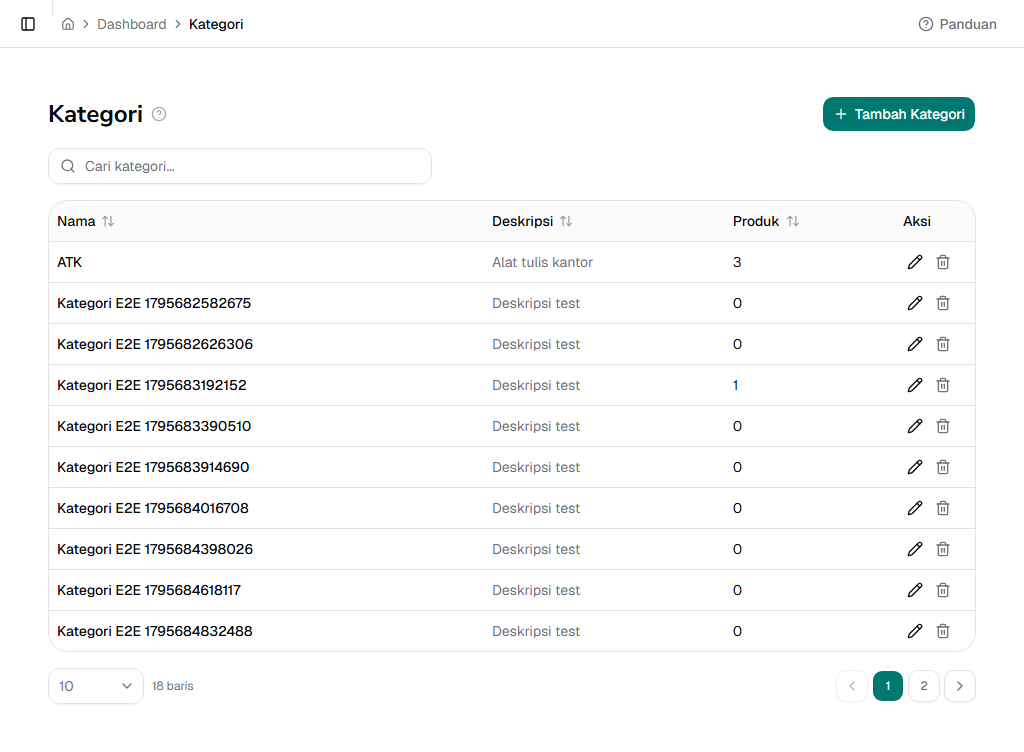 Dashboard Kategori Panduan
Kategori
Tambah Kategori
Cari kategori...
Nama Deskripsi Produk Aksi
ATK Alat tulis kantor 3
Kategori E2E 1795682582675 Deskripsi test 0
Kategori E2E 1795682626306 Deskripsi test 0
Kategori E2E 1795683192152 Deskripsi test 1
Kategori E2E 1795683390510 Deskripsi test 0
Kategori E2E 1795683914690 Deskripsi test 0
Kategori E2E 1795684016708 Deskripsi test 0
Kategori E2E 1795684398026 Deskripsi test 0
Kategori E2E 1795684618117 Deskripsi test 0
Kategori E2E 1795684832488 Deskripsi test 0
10 18 baris 1 2